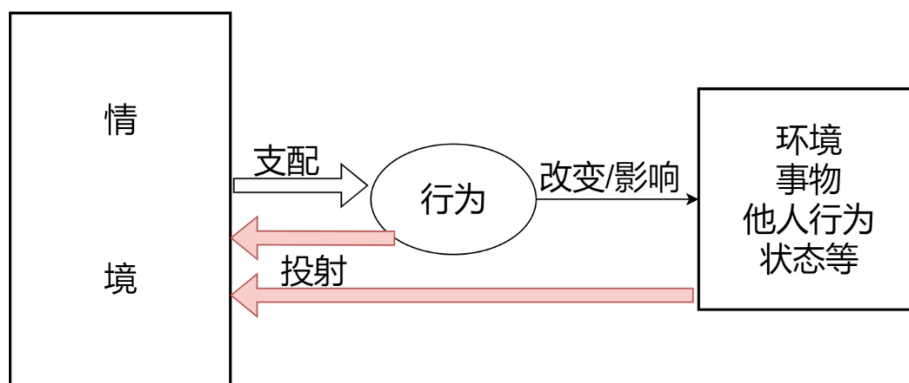 情
境
支配
行为
投射
改变/影响
环境
事物
他人行为
状态等